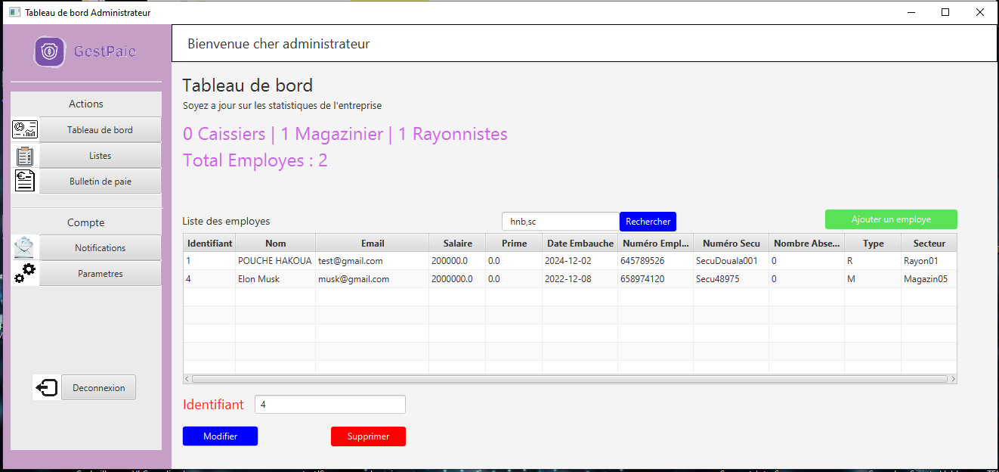 Tableau de bord Administrateur
GestPaie
Bienvenue cher administrateur
Actions
Tableau de bord
Listes
Bulletin de paie
Compte
Notifications
Parametres
Deconnexion
Tableau de bord
Soyez a jour sur les statistiques de l'entreprise
0 Caissiers | 1 Magazinier | 1 Rayonnistes
Total Employes : 2
Liste des employes hnb,sc Rechercher Ajouter un employe
Identifiant Nom Email Salaire Prime Date Embauche Numéro Empl... Numéro Secu Nombre Abse... Type Secteur
1 POUCHE HAKOUA test@gmail.com 200000.0 0.0 2024-12-02 645789526 SecuDouala001 0 R Rayon01
4 Elon Musk musk@gmail.com 2000000.0 0.0 2022-12-08 658974120 Secu48975 0 M Magazin05
Identifiant 4
Modifier Supprimer